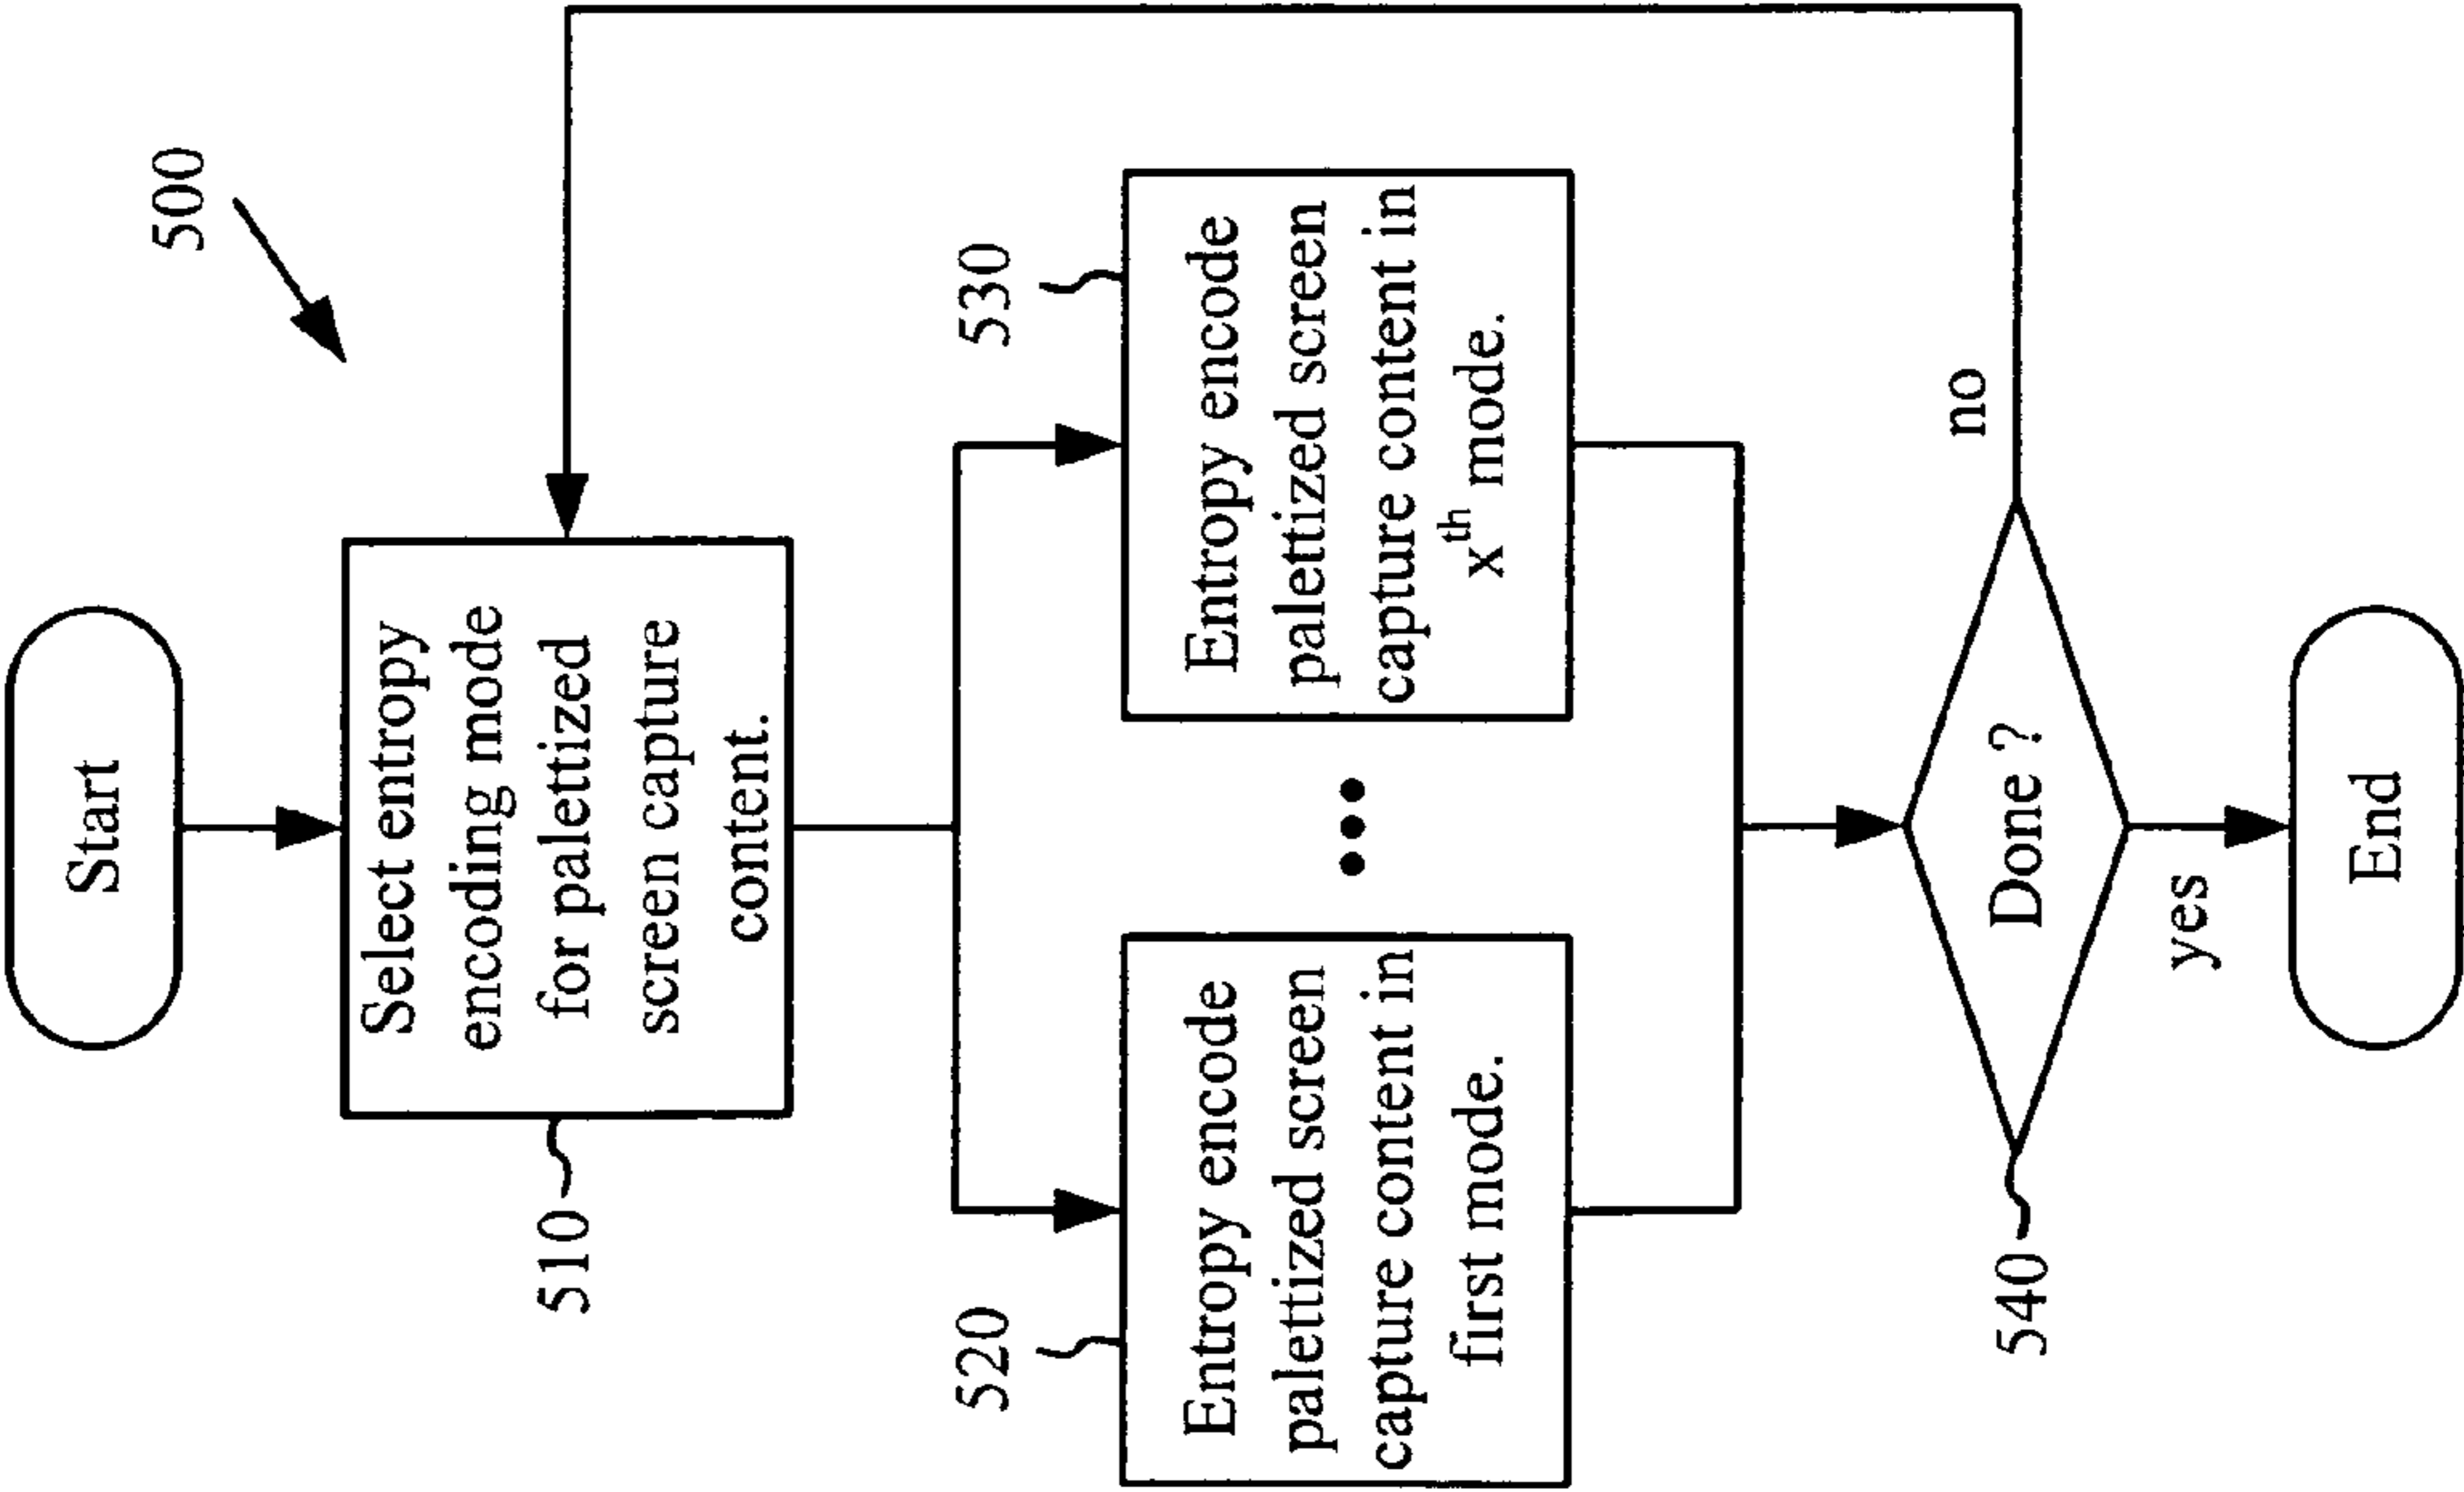 500
Start
510
Select entropy
encoding mode
for palettized
screen capture
content.
520
Entropy encode
palettized screen
capture content in
first mode.
530
Entropy encode
palettized screen
capture content in
xth mode.
540
Done ?
no
yes
End